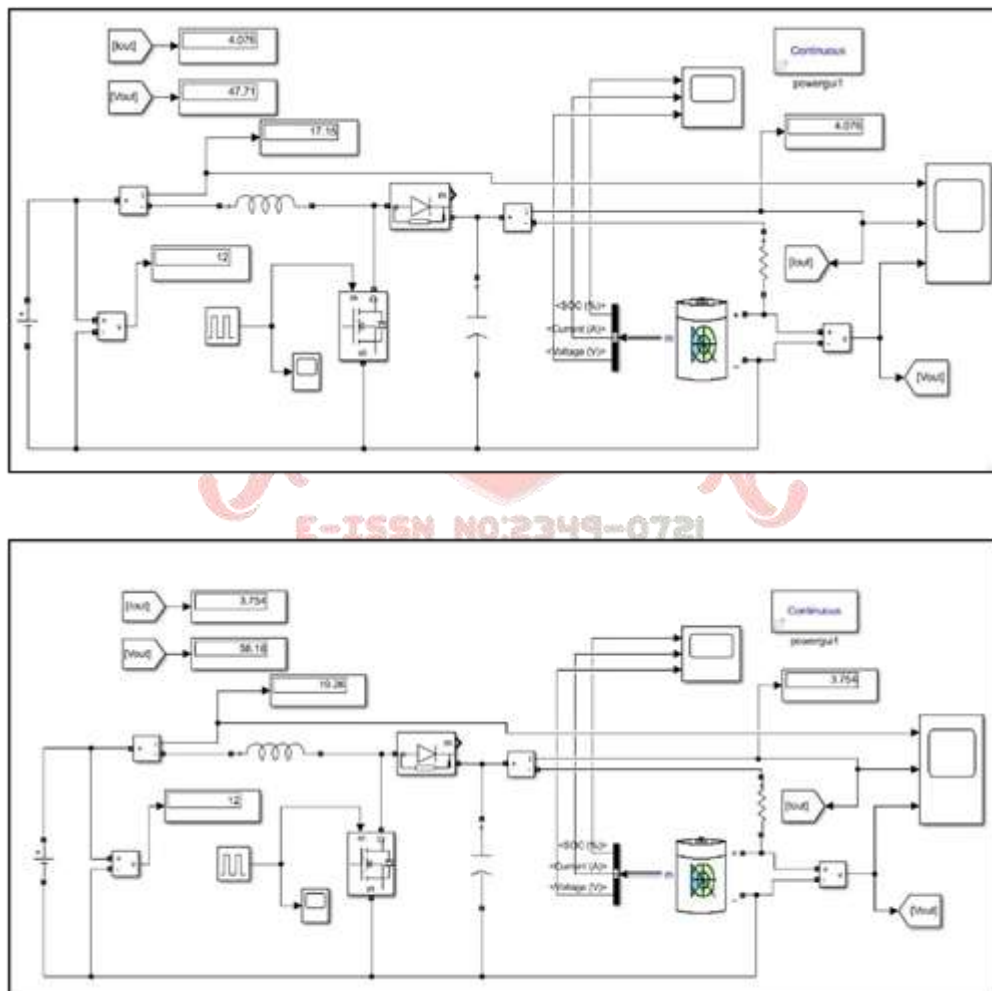 [Iout]
4.076
[Vout]
47.71
17.15
12
Continuous
powergui1
4.076
[Iout]
<SOC (%)>
<Current (A)>
<Voltage (V)>
m
[Vout]
E-ISSN NO:2349-0721
[Iout]
3.754
[Vout]
19.26
12
Continuous
powergui1
3.754
[Iout]
<SOC (%)>
<Current (A)>
<Voltage (V)>
m
[Vout]